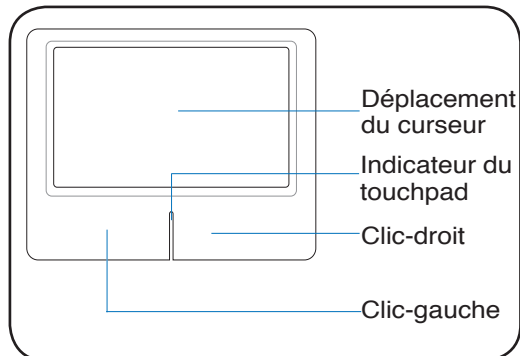 Déplacement
du curseur
Indicateur du
touchpad
Clic-droit
Clic-gauche